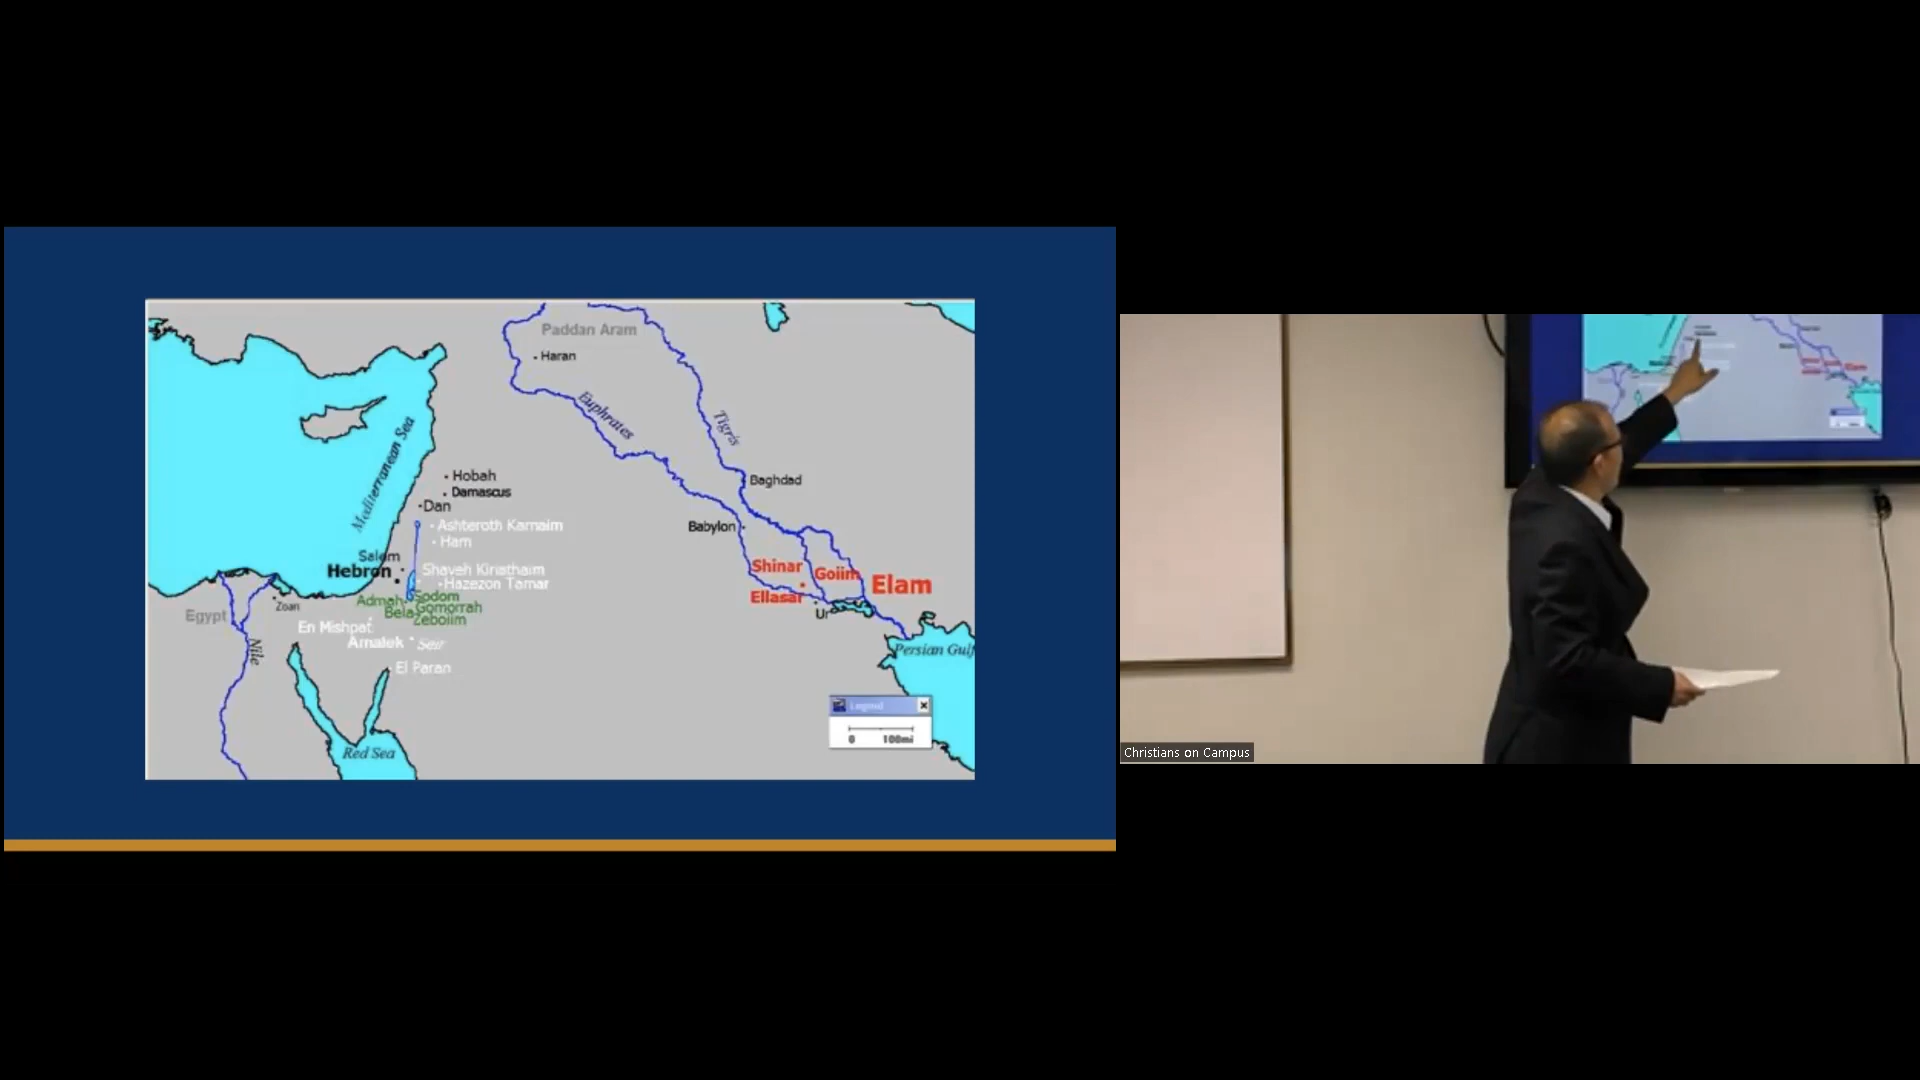 Paddan Aram
Haran
Euphrates
Tigris
Mediterranean Sea
Hobah
Damascus
Dan
Baghdad
Ashteroth Karnaim
Babylon
Ham
Salem
Hebron
Shaveh Kiriathaim
Hazezon Tamar
Shinar
Goiim
Elam
Ellasar
Ur
Admah
Sodom
Bela
Gomorrah
Zeboiim
Zoan
Egypt
Nile
En Mishpat
Amalek
Seir
El Paran
Persian Gulf
Red Sea
Legend
0 100mi
Elam
Christians on Campus